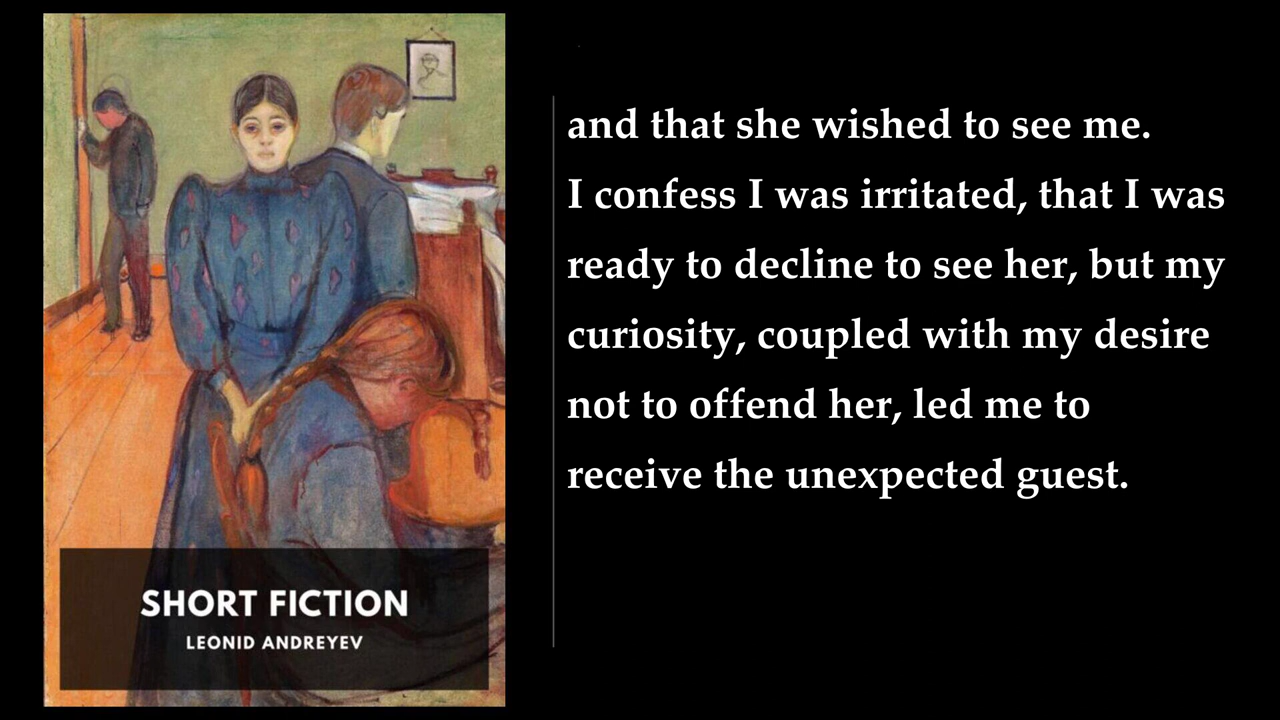 and that she wished to see me.
I confess I was irritated, that I was
ready to decline to see her, but my
curiosity, coupled with my desire
not to offend her, led me to
receive the unexpected guest.
SHORT FICTION
LEONID ANDREYEV